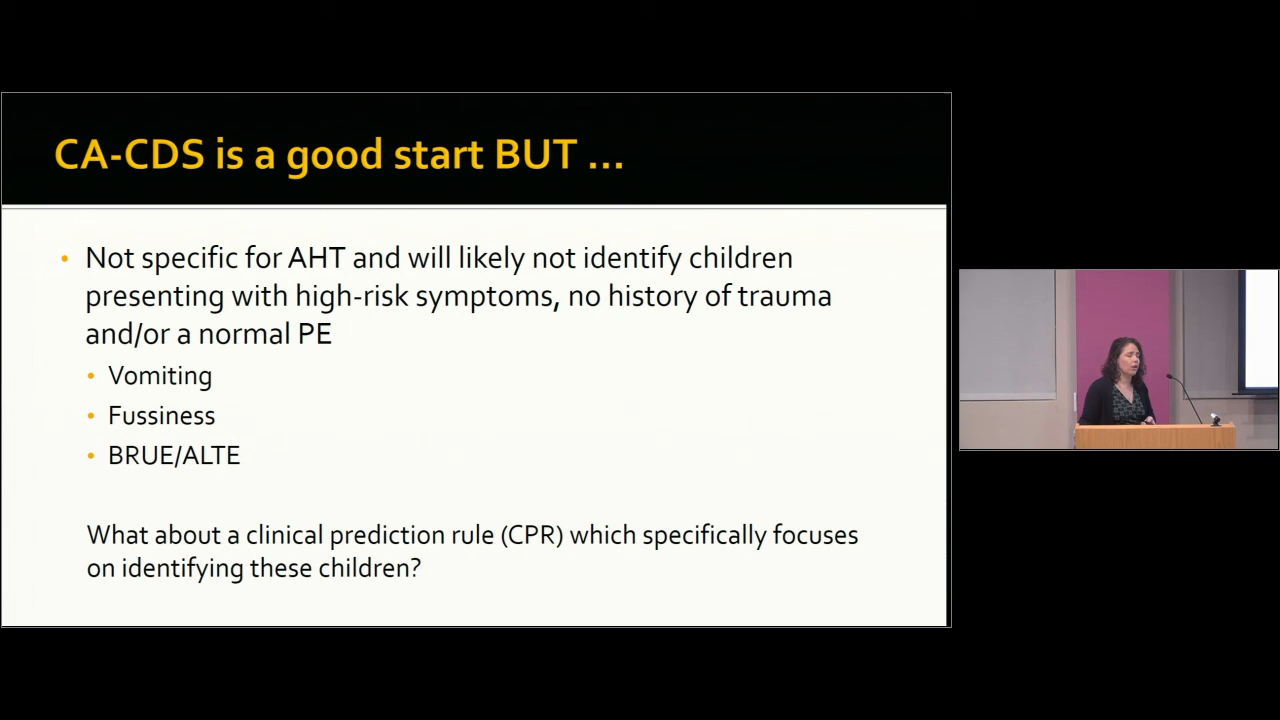 CA-CDS is a good start BUT ...
• Not specific for AHT and will likely not identify children
presenting with high-risk symptoms, no history of trauma
and/or a normal PE
• Vomiting
• Fussiness
• BRUE/ALTE
What about a clinical prediction rule (CPR) which specifically focuses
on identifying these children?